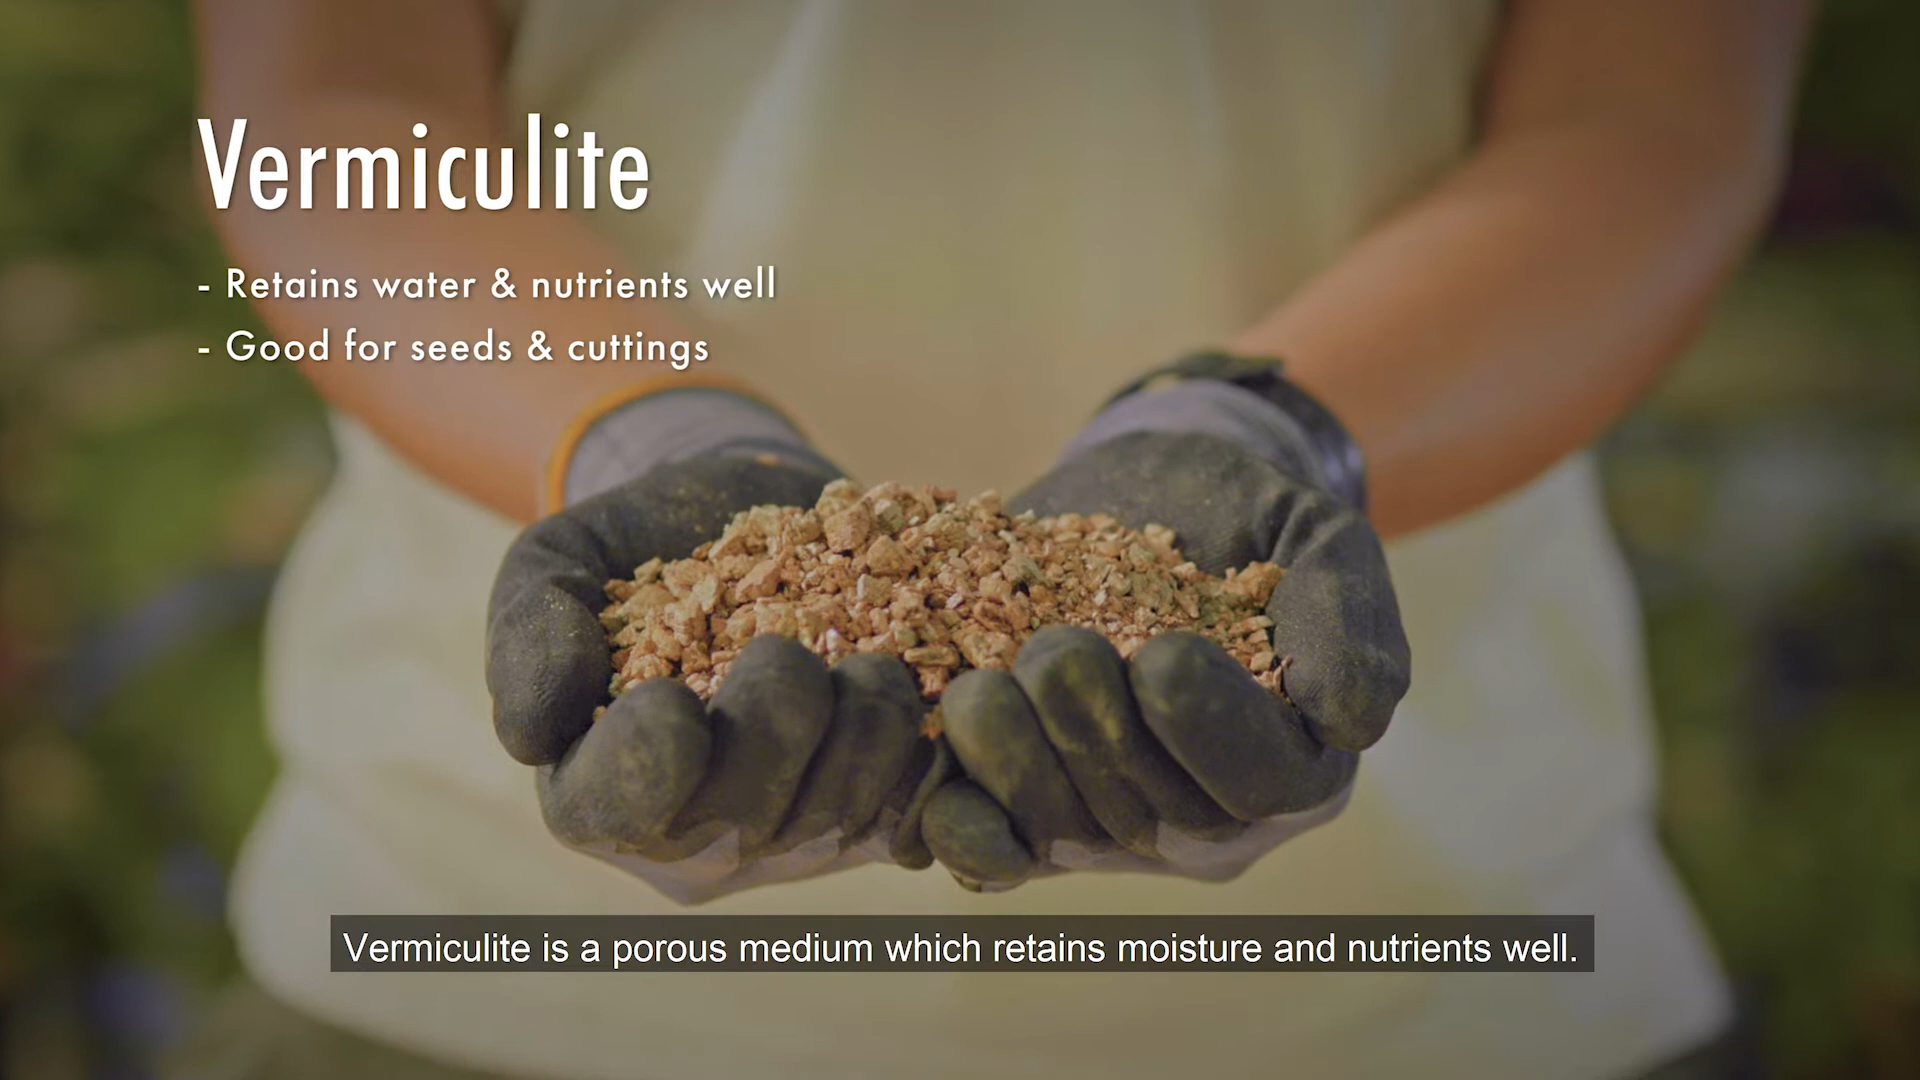 Vermiculite
- Retains water & nutrients well
- Good for seeds & cuttings
Vermiculite is a porous medium which retains moisture and nutrients well.